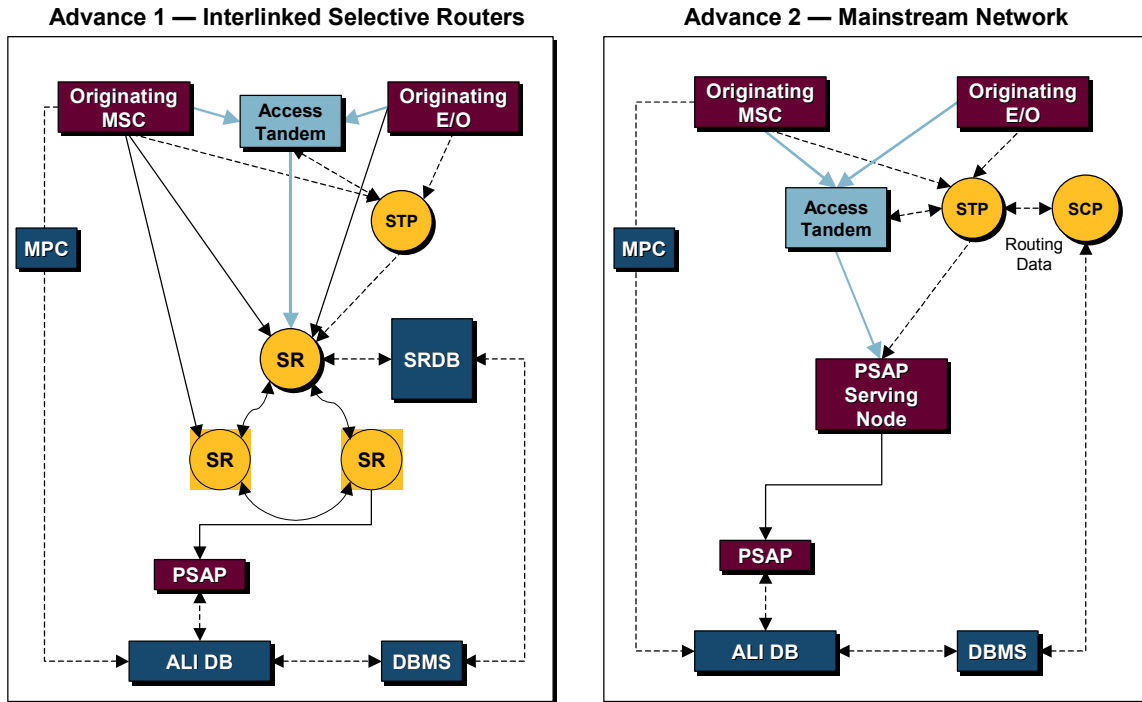 Advance 1 — Interlinked Selective Routers
Originating
MSC
Access
Tandem
Originating
E/O
STP
MPC
SR
SRDB
SR
SR
PSAP
ALI DB
DBMS
Advance 2 — Mainstream Network
Originating
MSC
Originating
E/O
Access
Tandem
STP
SCP
MPC
Routing
Data
PSAP
Serving
Node
PSAP
ALI DB
DBMS